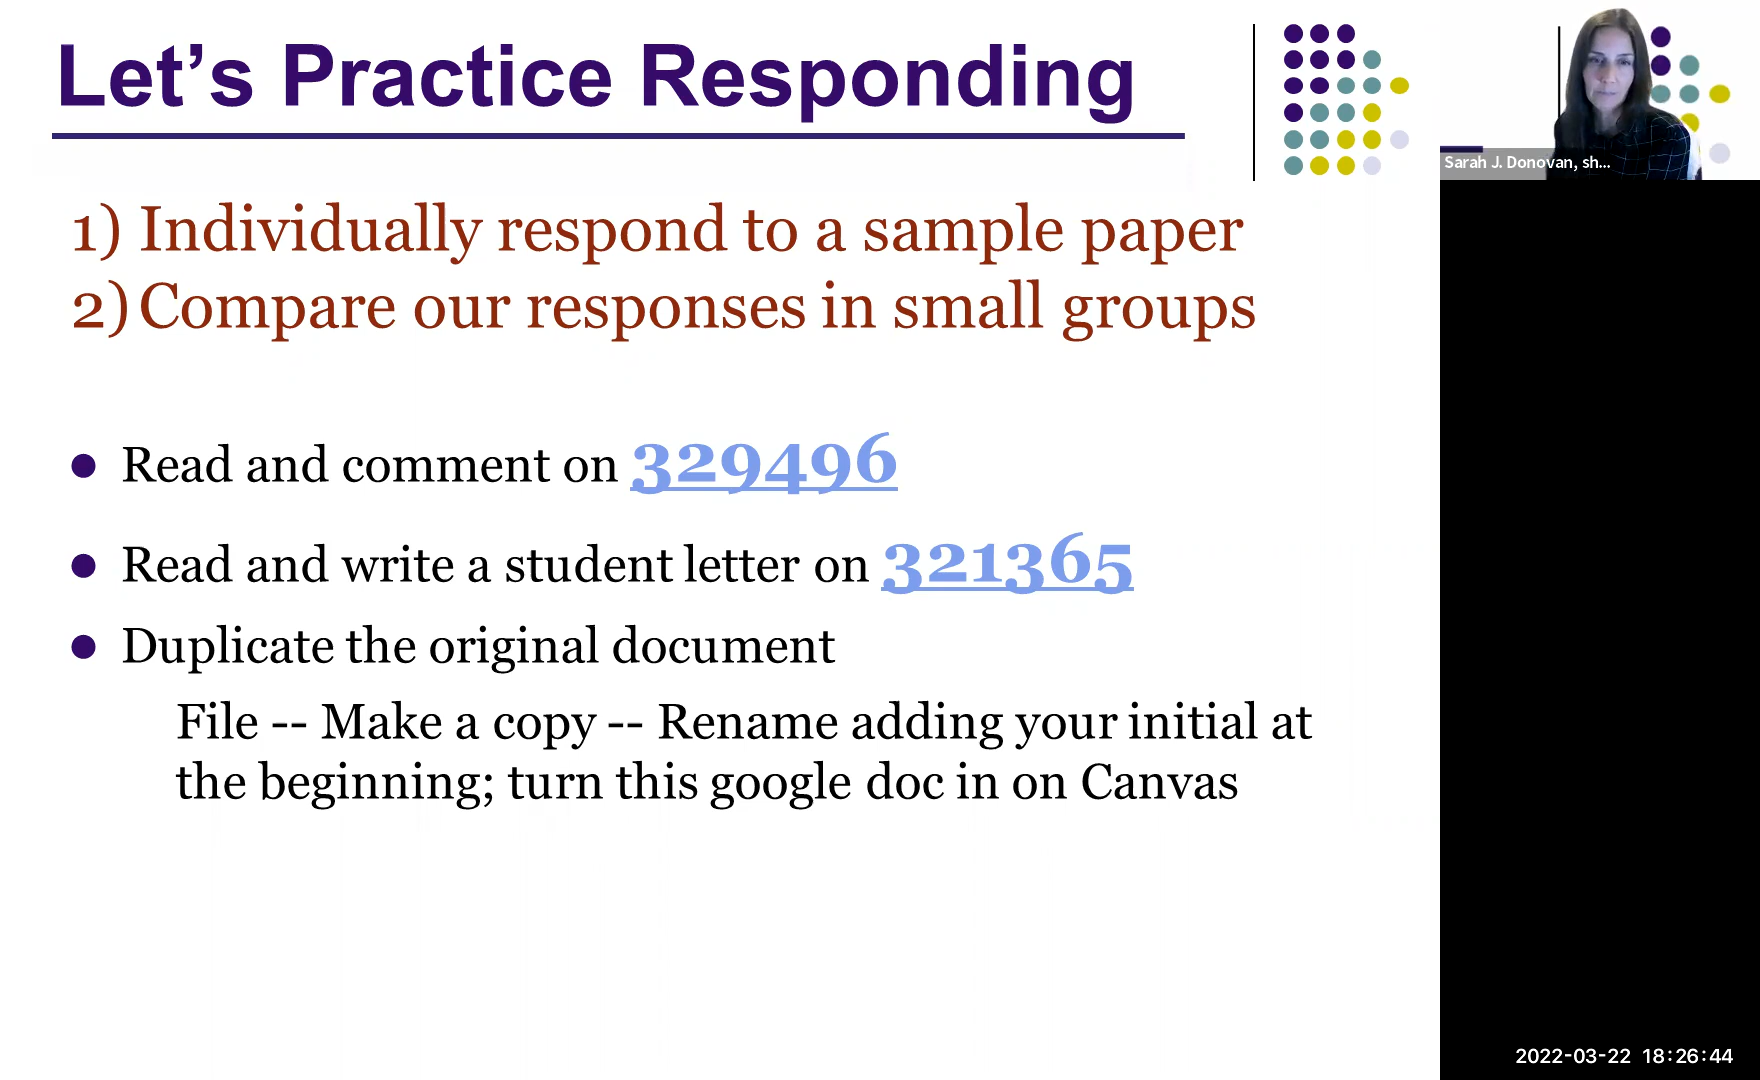 Let’s Practice Responding
Sarah J. Donovan, sh...
1) Individually respond to a sample paper
2) Compare our responses in small groups
● Read and comment on 329496
● Read and write a student letter on 321365
● Duplicate the original document
File -- Make a copy -- Rename adding your initial at
the beginning; turn this google doc in on Canvas
2022-03-22 18:26:44